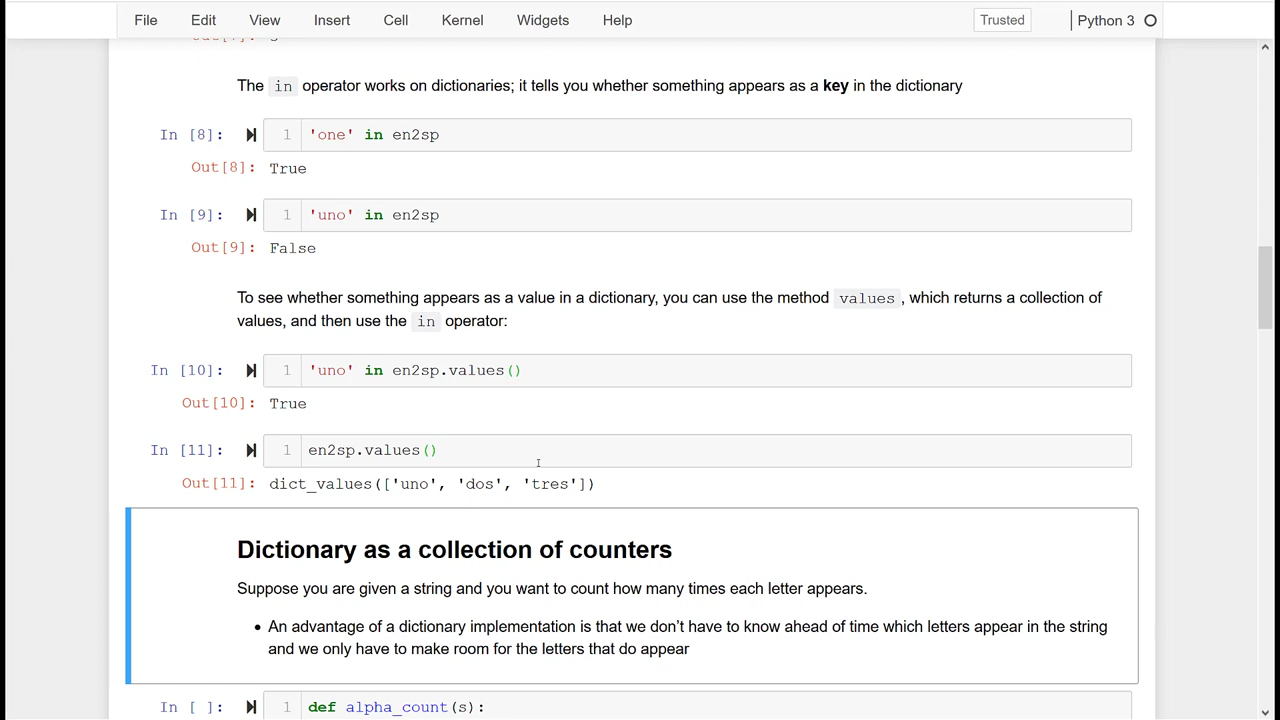 File Edit View Insert Cell Kernel Widgets Help Trusted Python 3
The in operator works on dictionaries; it tells you whether something appears as a key in the dictionary
In [8]: 1 'one' in en2sp
Out[8]: True
In [9]: 1 'uno' in en2sp
Out[9]: False
To see whether something appears as a value in a dictionary, you can use the method values , which returns a collection of
values, and then use the in operator:
In [10]: 1 'uno' in en2sp.values()
Out[10]: True
In [11]: 1 en2sp.values()
Out[11]: dict_values(['uno', 'dos', 'tres'])
Dictionary as a collection of counters
Suppose you are given a string and you want to count how many times each letter appears.
• An advantage of a dictionary implementation is that we don’t have to know ahead of time which letters appear in the string
and we only have to make room for the letters that do appear
In [ ]: 1 def alpha_count(s):